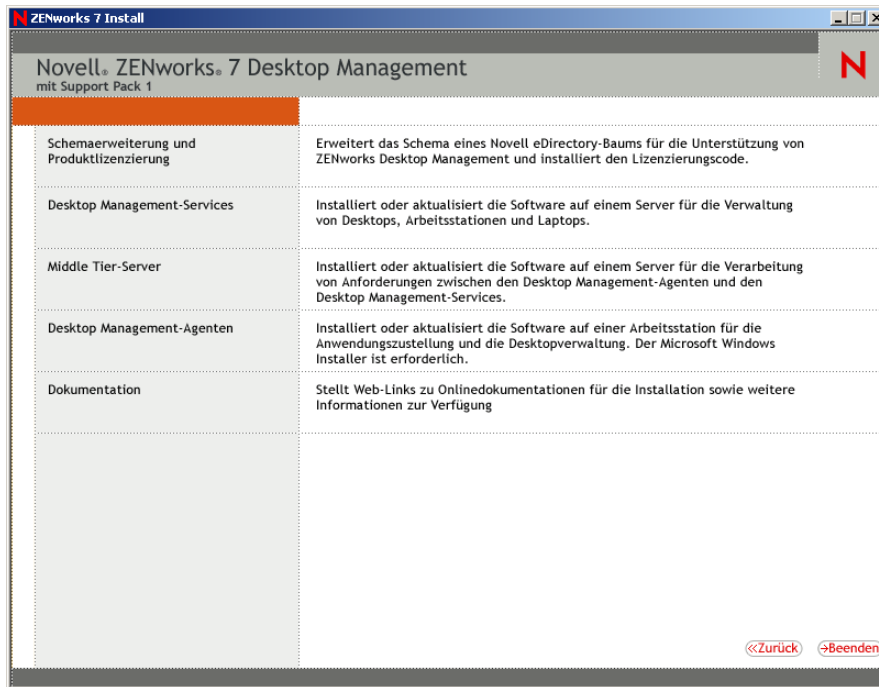 ZENworks 7 Install
Novell® ZENworks® 7 Desktop Management
mit Support Pack 1
N
Schemaerweiterung und
Produktlizenzierung
Erweitert das Schema eines Novell eDirectory-Baums für die Unterstützung von
ZENworks Desktop Management und installiert den Lizenzierungscode.
Desktop Management-Services
Installiert oder aktualisiert die Software auf einem Server für die Verwaltung
von Desktops, Arbeitsstationen und Laptops.
Middle Tier-Server
Installiert oder aktualisiert die Software auf einem Server für die Verarbeitung
von Anforderungen zwischen den Desktop Management-Agenten und den
Desktop Management-Services.
Desktop Management-Agenten
Installiert oder aktualisiert die Software auf einer Arbeitsstation für die
Anwendungszustellung und die Desktopverwaltung. Der Microsoft Windows
Installer ist erforderlich.
Dokumentation
Stellt Web-Links zu Onlinedokumentationen für die Installation sowie weitere
Informationen zur Verfügung
«Zurück
→Beenden